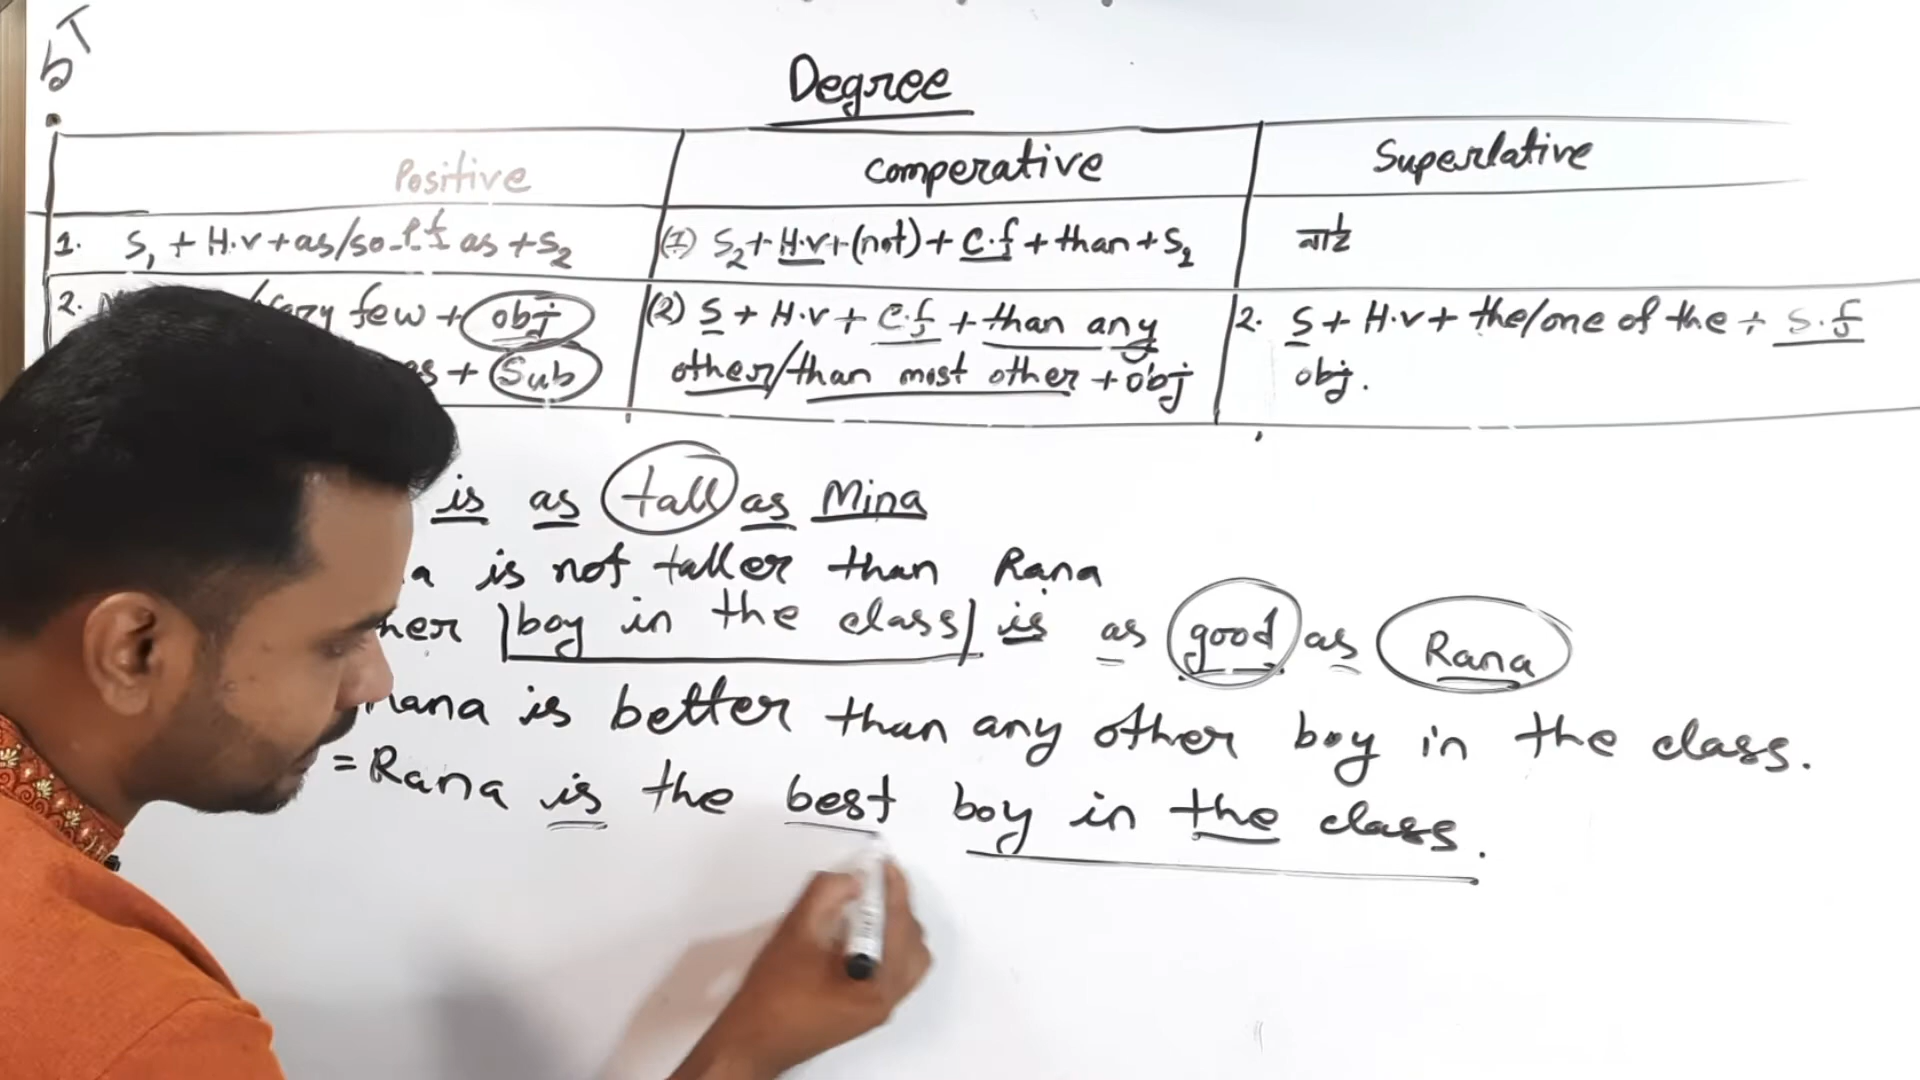 Degree
Positive
comperative
Superlative
1. S1 + H.v + as/so P.f as + S2
(1) S2 + H.v + (not) + C.f + than + S1
নাই
2. few + obj
(2) S + H.v + C.f + than any
2. S + H.v + the/one of the + S.f
as + Sub
other/than most other + obj
obj.
is as tall as Mina
is not taller than Rana
boy in the class is as good as Rana
is better than any other boy in the class.
= Rana is the best boy in the class.